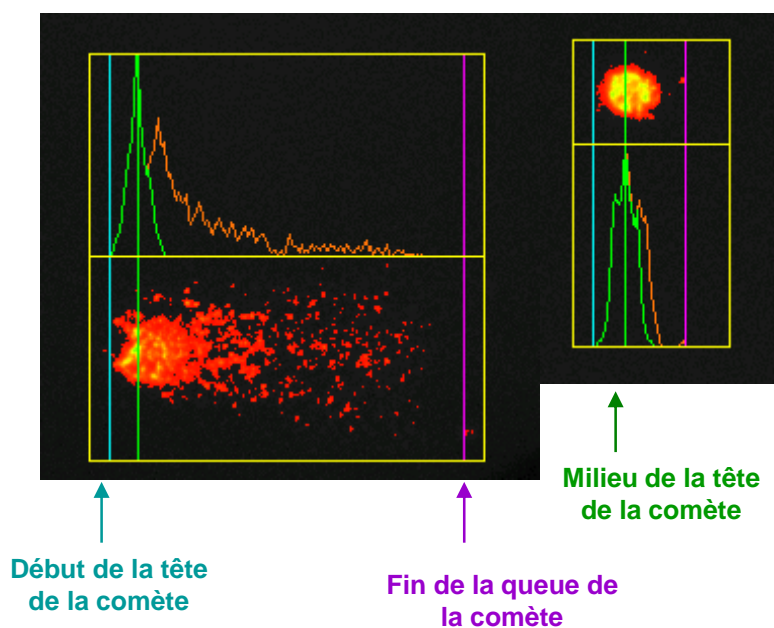 Milieu de la tête
de la comète
Début de la tête
de la comète
Fin de la queue de
la comète